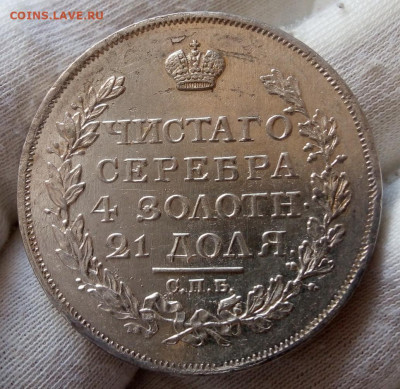 COINS.LAVE.RU
ЧИСТАГО
СЕРЕБРА
4 ЗОЛОТН.
21 ДОЛЯ.
С.П.Б.